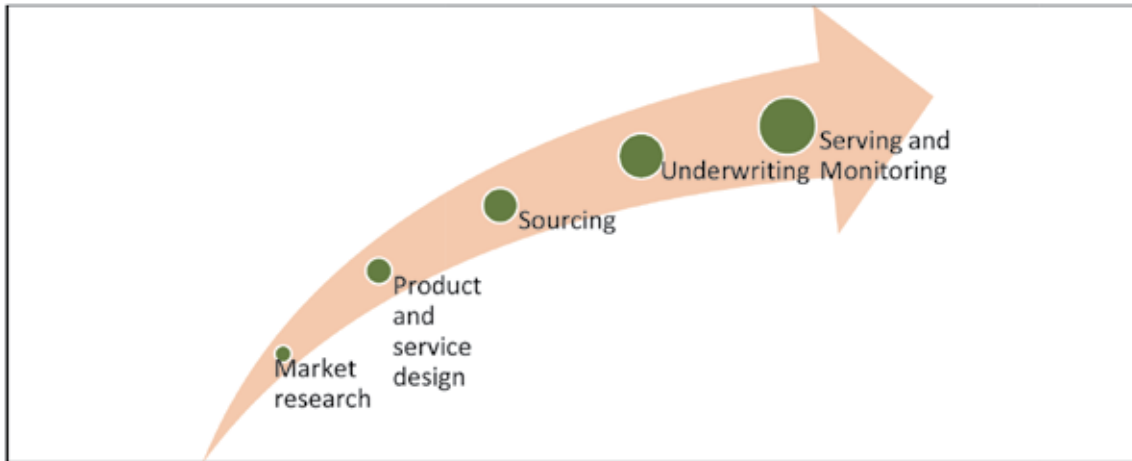 Market
research
Product
and
service
design
Sourcing
Underwriting
Serving and
Monitoring